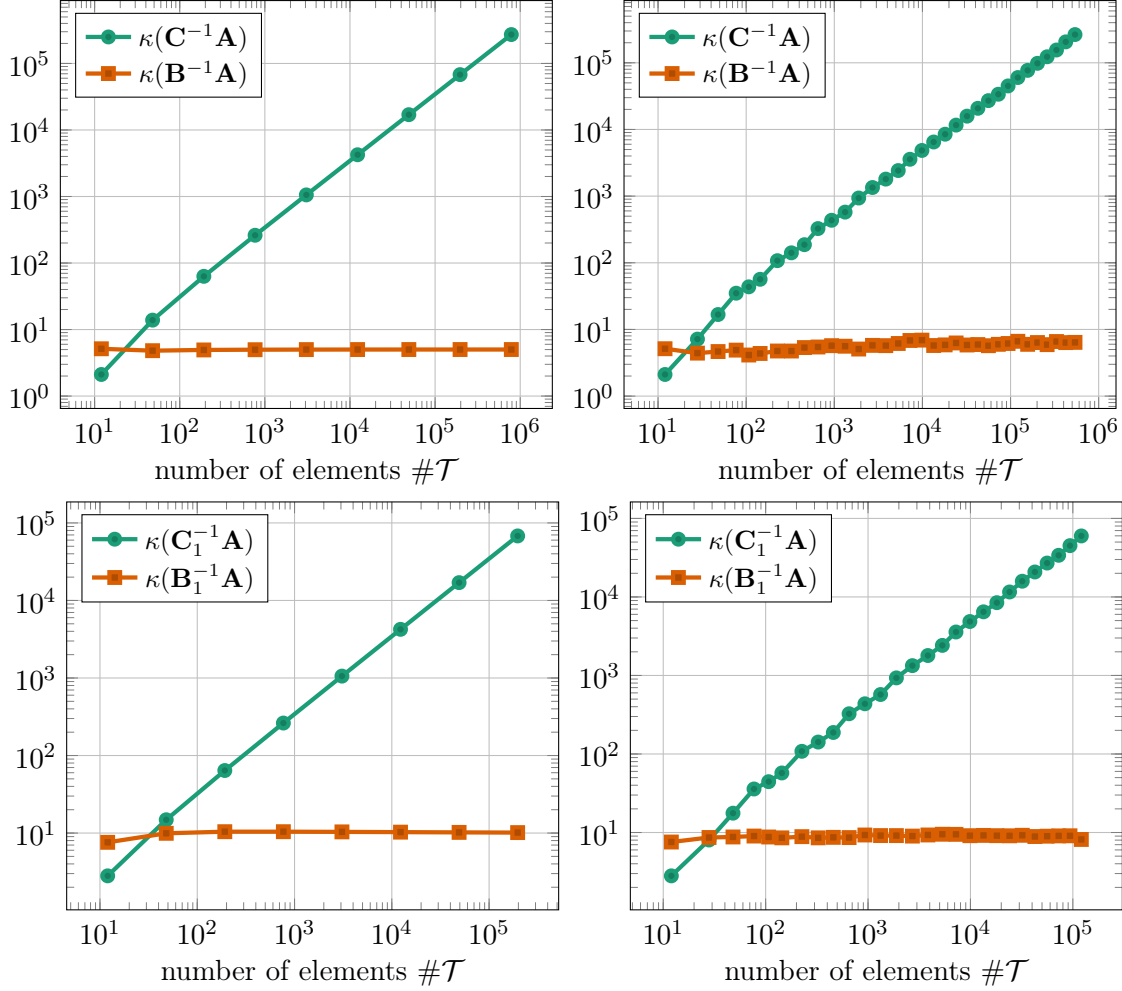 κ(C⁻¹A)
κ(B⁻¹A)
10⁵
10⁴
10³
10²
10¹
10⁰
10¹ 10² 10³ 10⁴ 10⁵ 10⁶
number of elements #𝒯
κ(C⁻¹A)
κ(B⁻¹A)
10⁵
10⁴
10³
10²
10¹
10⁰
10¹ 10² 10³ 10⁴ 10⁵ 10⁶
number of elements #𝒯
κ(C₁⁻¹A)
κ(B₁⁻¹A)
10⁵
10⁴
10³
10²
10¹
10¹ 10² 10³ 10⁴ 10⁵
number of elements #𝒯
κ(C₁⁻¹A)
κ(B₁⁻¹A)
10⁵
10⁴
10³
10²
10¹
10¹ 10² 10³ 10⁴ 10⁵
number of elements #𝒯